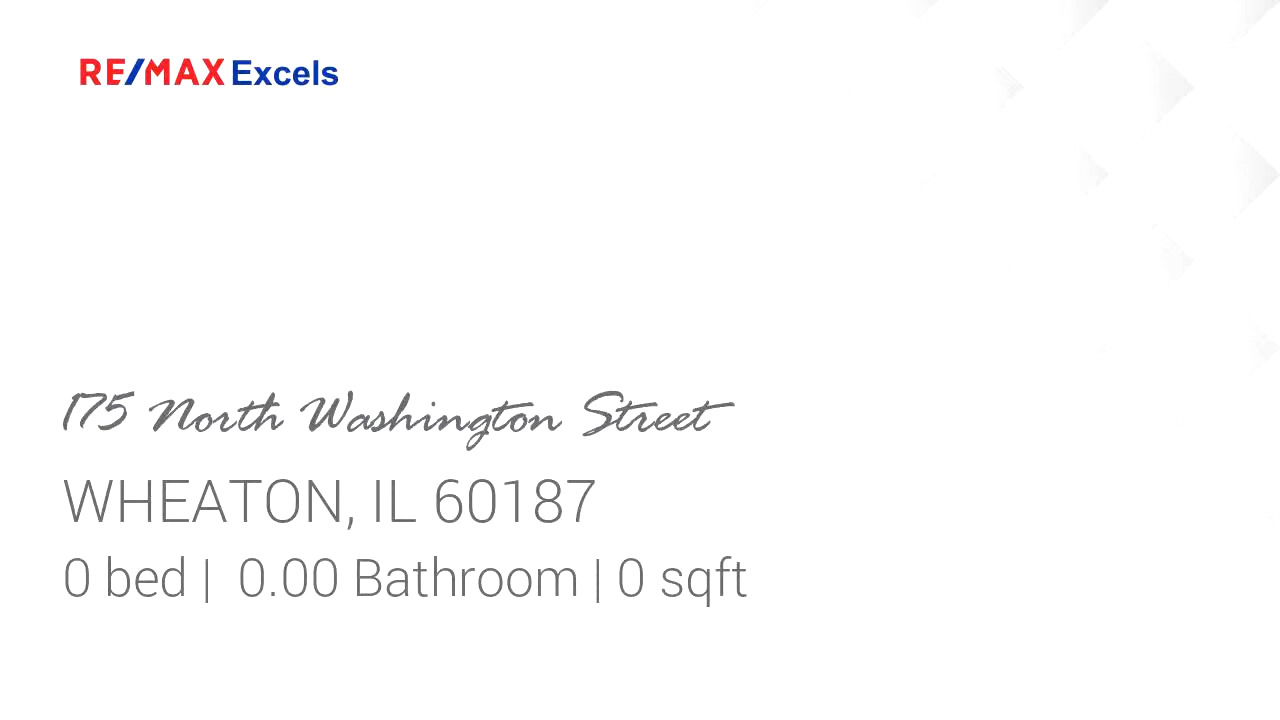 RE/MAX Excels
175 North Washington Street
WHEATON, IL 60187
0 bed | 0.00 Bathroom | 0 sqft